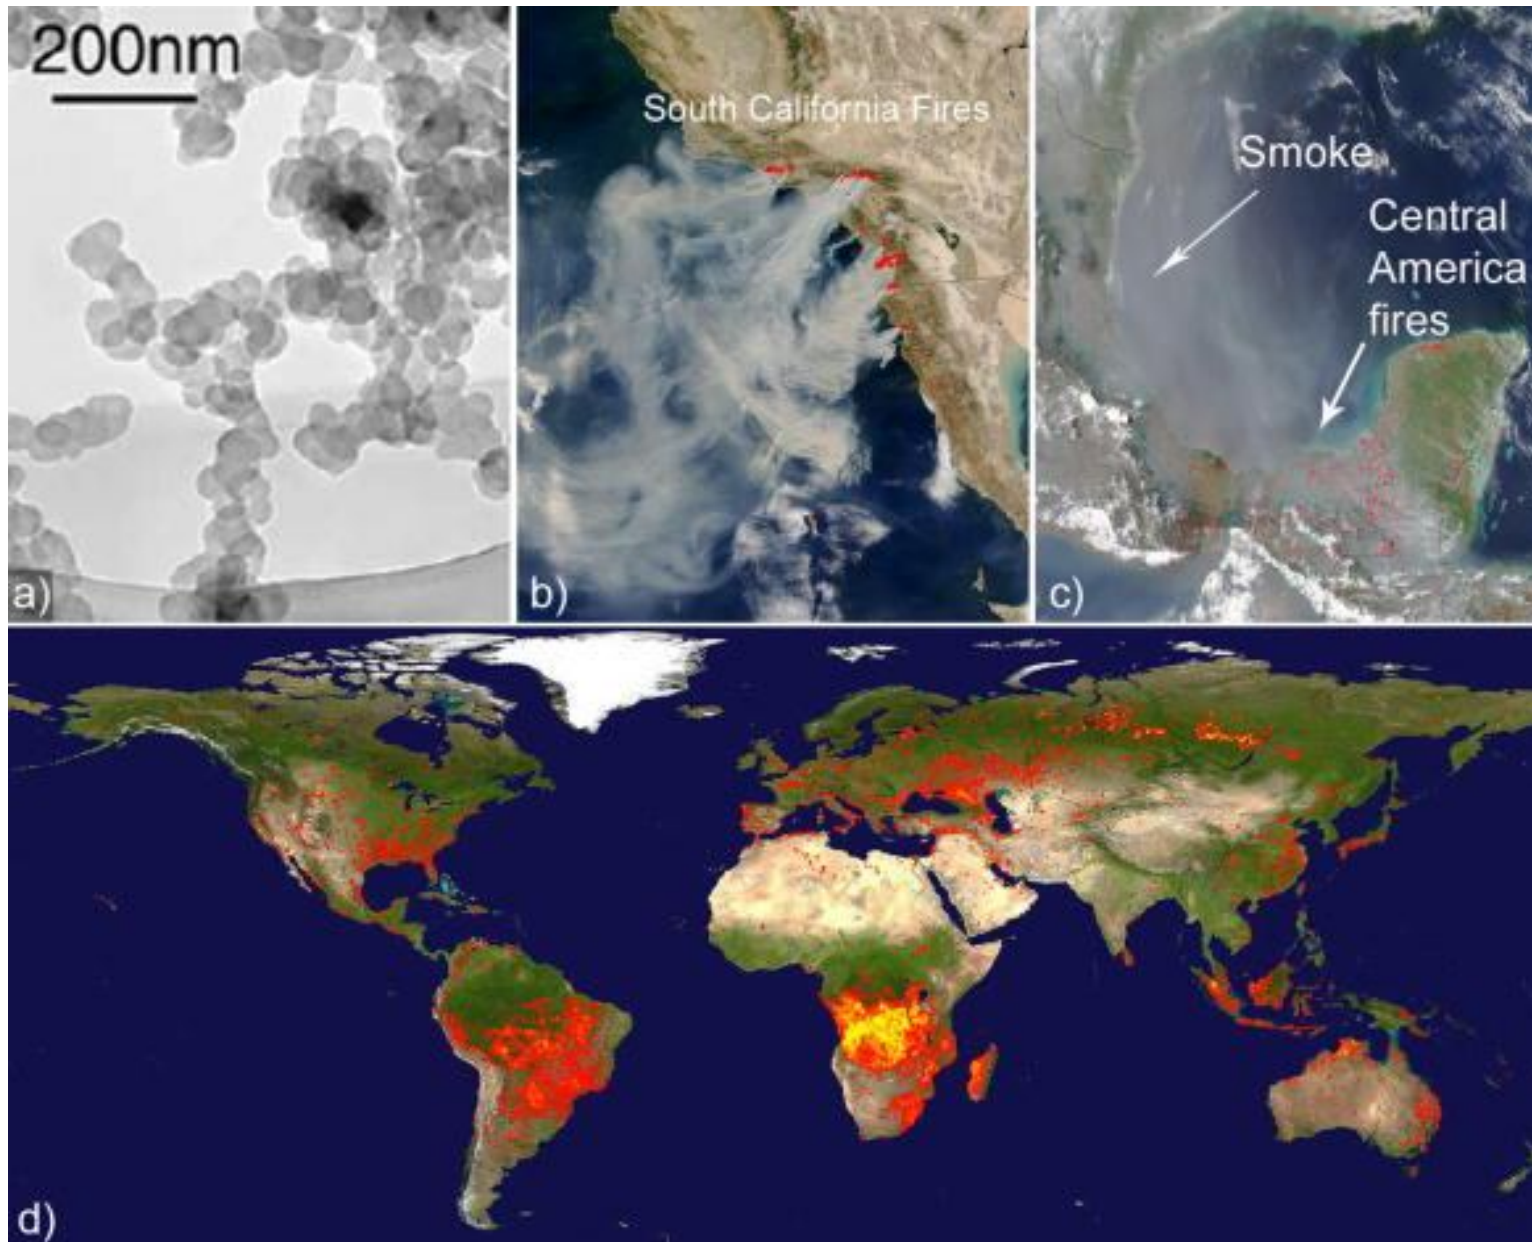 200nm
a)
South California Fires
b)
Smoke
Central
America
fires
c)
d)